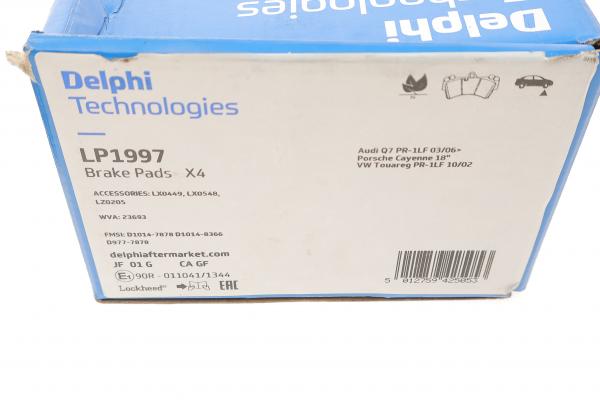 Delphi
Technologies
Delphi
Technologies
LP1997
Brake Pads X4
ACCESSORIES: LX0449, LX0548,
LZ0205
WVA: 23693
FMSI: D1014-7878 D1014-8366
D977-7878
delphiaftermarket.com
JF 01 G CA GF
E1 90R - 011041/1344
Lockheed EAC
Audi Q7 PR-1LF 03/06>
Porsche Cayenne 18"
VW Touareg PR-1LF 10/02
5 012759 425053